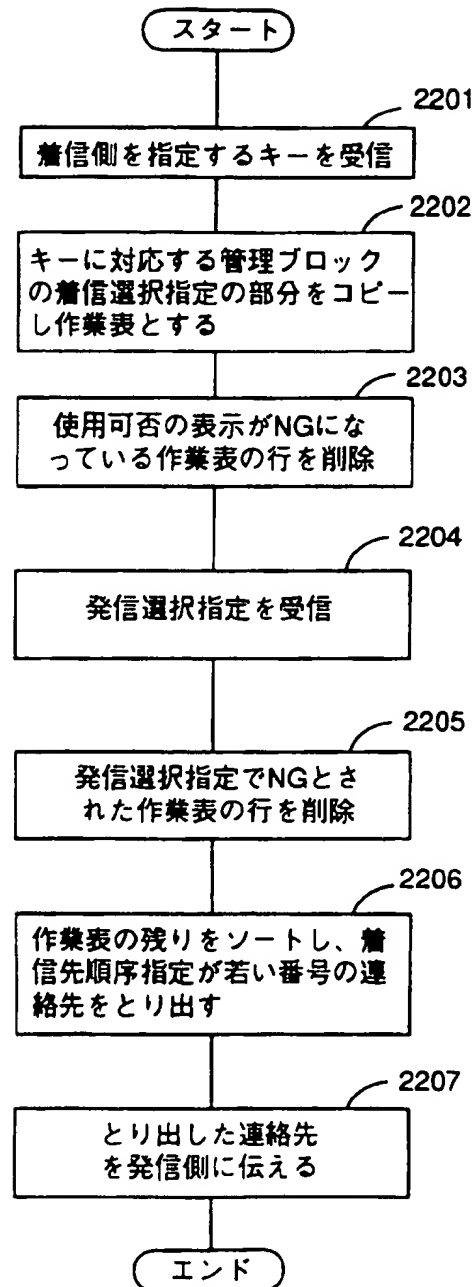 スタート
2201
着信側を指定するキーを受信
2202
キーに対応する管理ブロック
の着信選択指定の部分をコピー
し作業表とする
2203
使用可否の表示がNGにな
っている作業表の行を削除
2204
発信選択指定を受信
2205
発信選択指定でNGとさ
れた作業表の行を削除
2206
作業表の残りをソートし、着
信先順序指定が若い番号の連
絡先をとり出す
2207
とり出した連絡先
を発信側に伝える
エンド